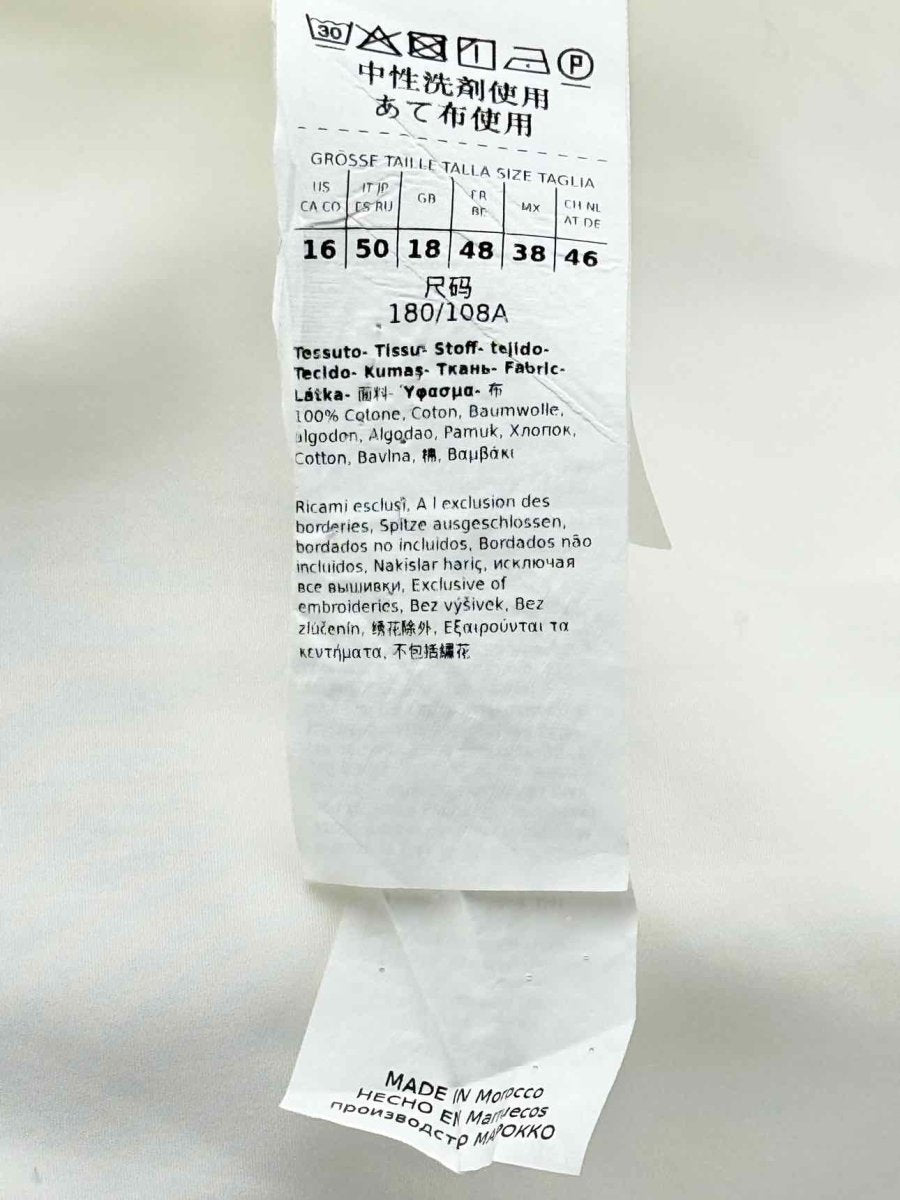 30 P
中性洗剤使用
あて布使用
GRÖSSE TAILLE TALLA SIZE TAGLIA
US IT JP GB FR MX CH NL
CA CO ES RU BE AT DE
16 50 18 48 38 46
尺码
180/108A
Tessuto- Tissu- Stoff- tejido-
Tecido- Kumaş- Ткань- Fabric-
Látka- 面料- Ύφασμα- 布
100% Cotone, Coton, Baumwolle,
algodon, Algodao, Pamuk, Хлопок,
Cotton, Bavlna, 棉, Βαμβάκι
Ricami esclusi, A l exclusion des
borderies, Spitze ausgeschlossen,
bordados no incluidos, Bordados não
incluidos, Nakislar hariç, исключая
все вышивки, Exclusive of
embroideries, Bez výšivek, Bez
zlúčenín, 绣花除外, Εξαιρούνται τα
κεντήματα, 不包括繡花
MADE IN Morocco
HECHO EN Marruecos
производстр МАРОККО